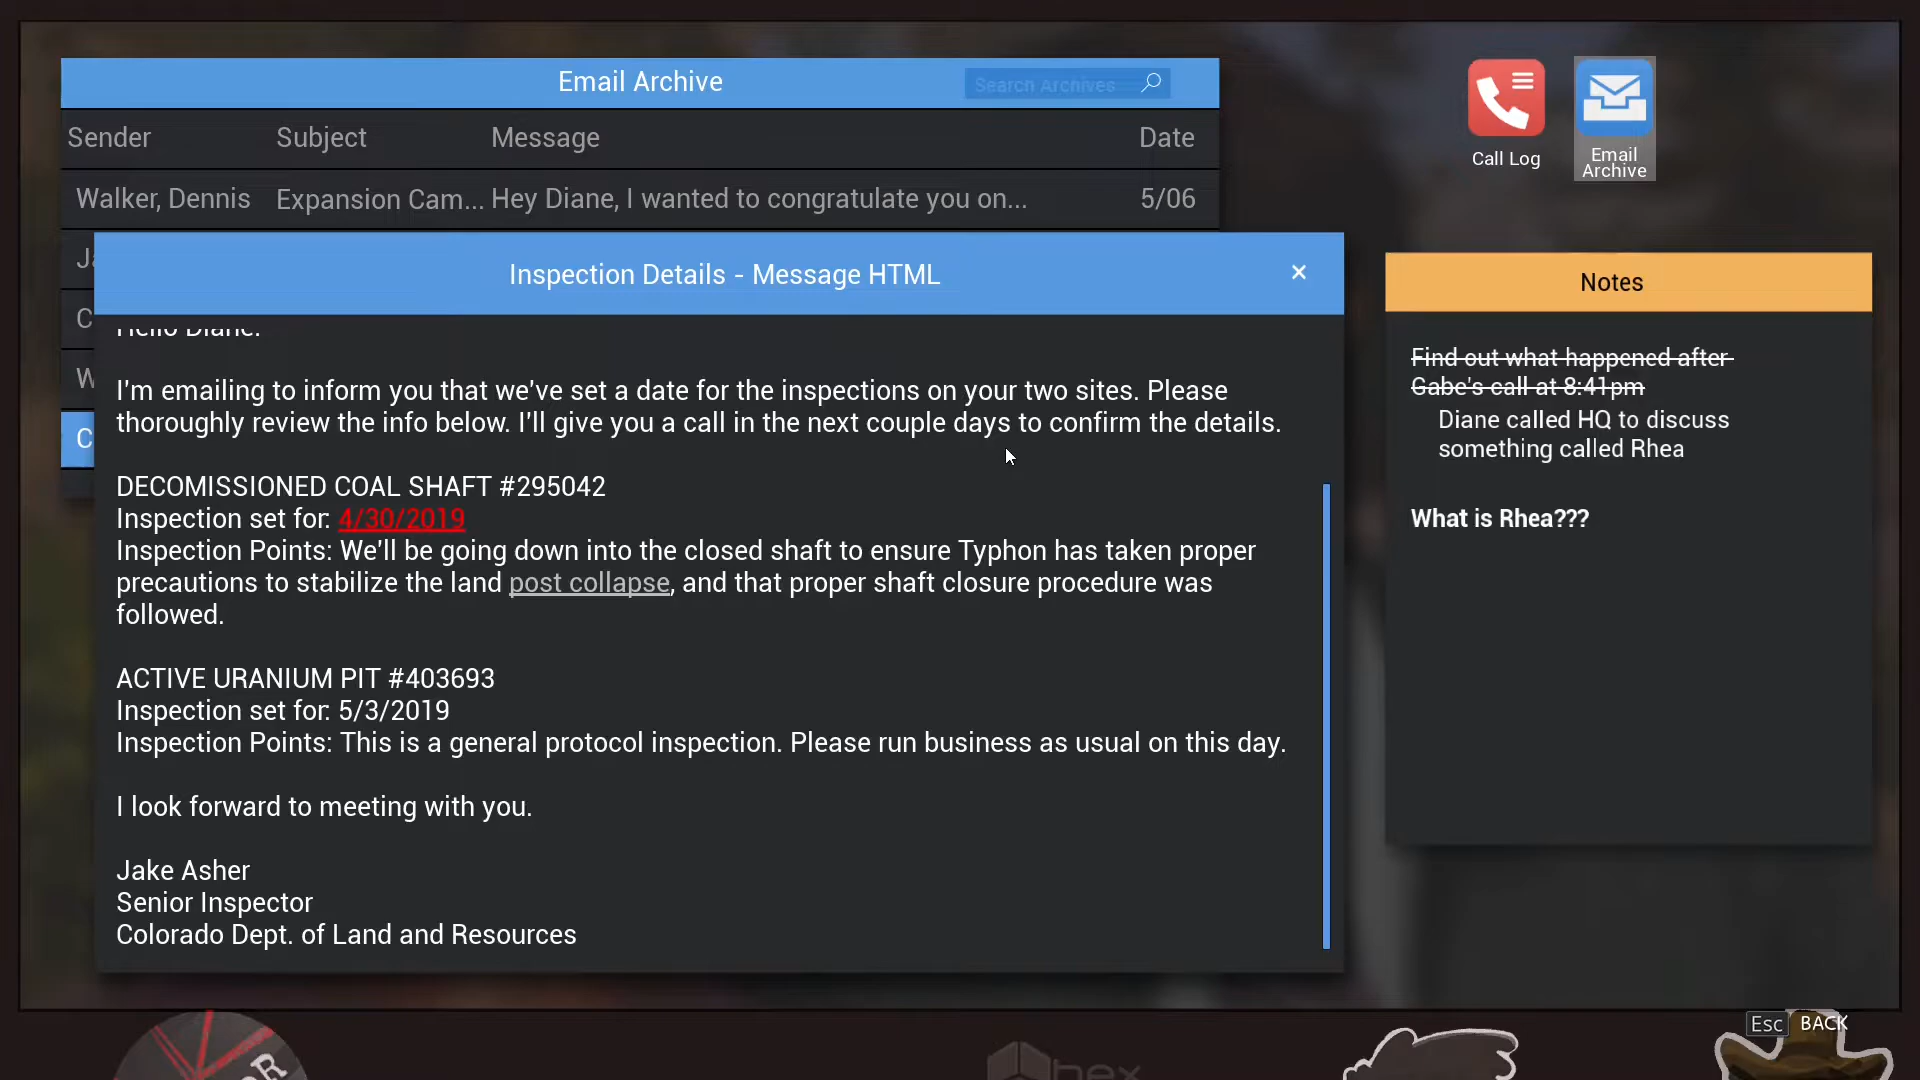 Email Archive
Search Archives
Call Log
Email
Archive
Sender Subject Message Date
Walker, Dennis Expansion Cam... Hey Diane, I wanted to congratulate you on... 5/06
Ja
C
W
C
Inspection Details - Message HTML
×
Hello Diane.
I'm emailing to inform you that we've set a date for the inspections on your two sites. Please
thoroughly review the info below. I'll give you a call in the next couple days to confirm the details.
DECOMISSIONED COAL SHAFT #295042
Inspection set for: 4/30/2019
Inspection Points: We'll be going down into the closed shaft to ensure Typhon has taken proper
precautions to stabilize the land post collapse, and that proper shaft closure procedure was
followed.
ACTIVE URANIUM PIT #403693
Inspection set for: 5/3/2019
Inspection Points: This is a general protocol inspection. Please run business as usual on this day.
I look forward to meeting with you.
Jake Asher
Senior Inspector
Colorado Dept. of Land and Resources
Notes
Find out what happened after
Gabe's call at 8:41pm
Diane called HQ to discuss
something called Rhea
What is Rhea???
Esc BACK
OR
hex